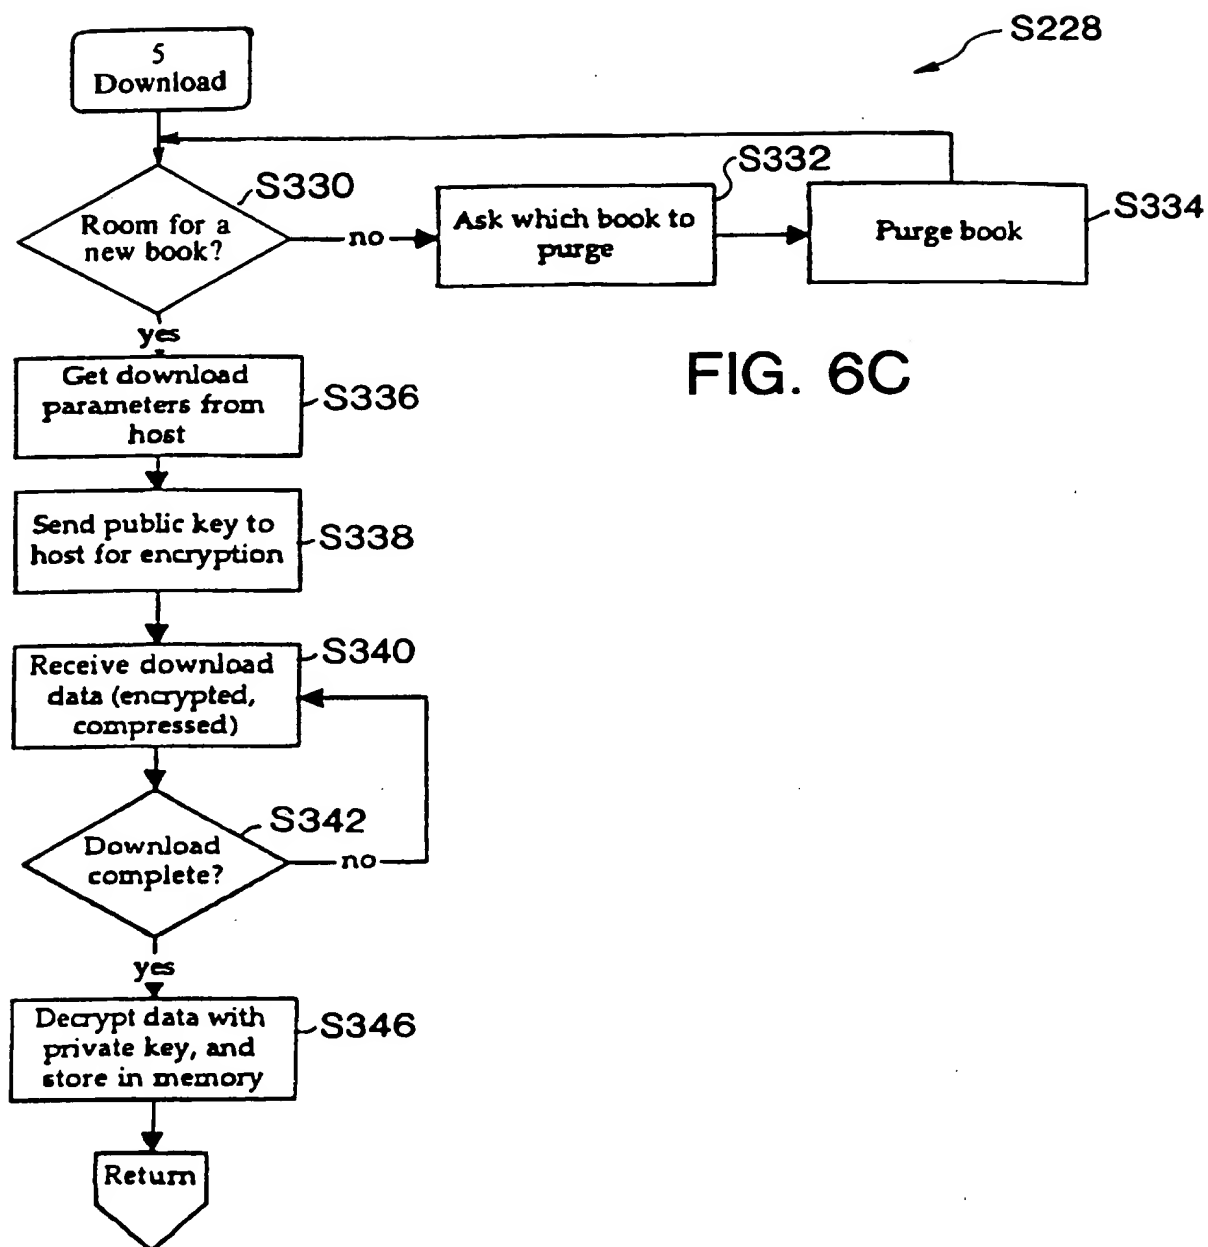 S228
5
Download
S330
Room for a
new book?
no
S332
Ask which book to
purge
S334
Purge book
yes
FIG. 6C
Get download
parameters from
host
S336
Send public key to
host for encryption
S338
S340
Receive download
data (encrypted,
compressed)
S342
Download
complete?
no
yes
Decrypt data with
private key, and
store in memory
S346
Return